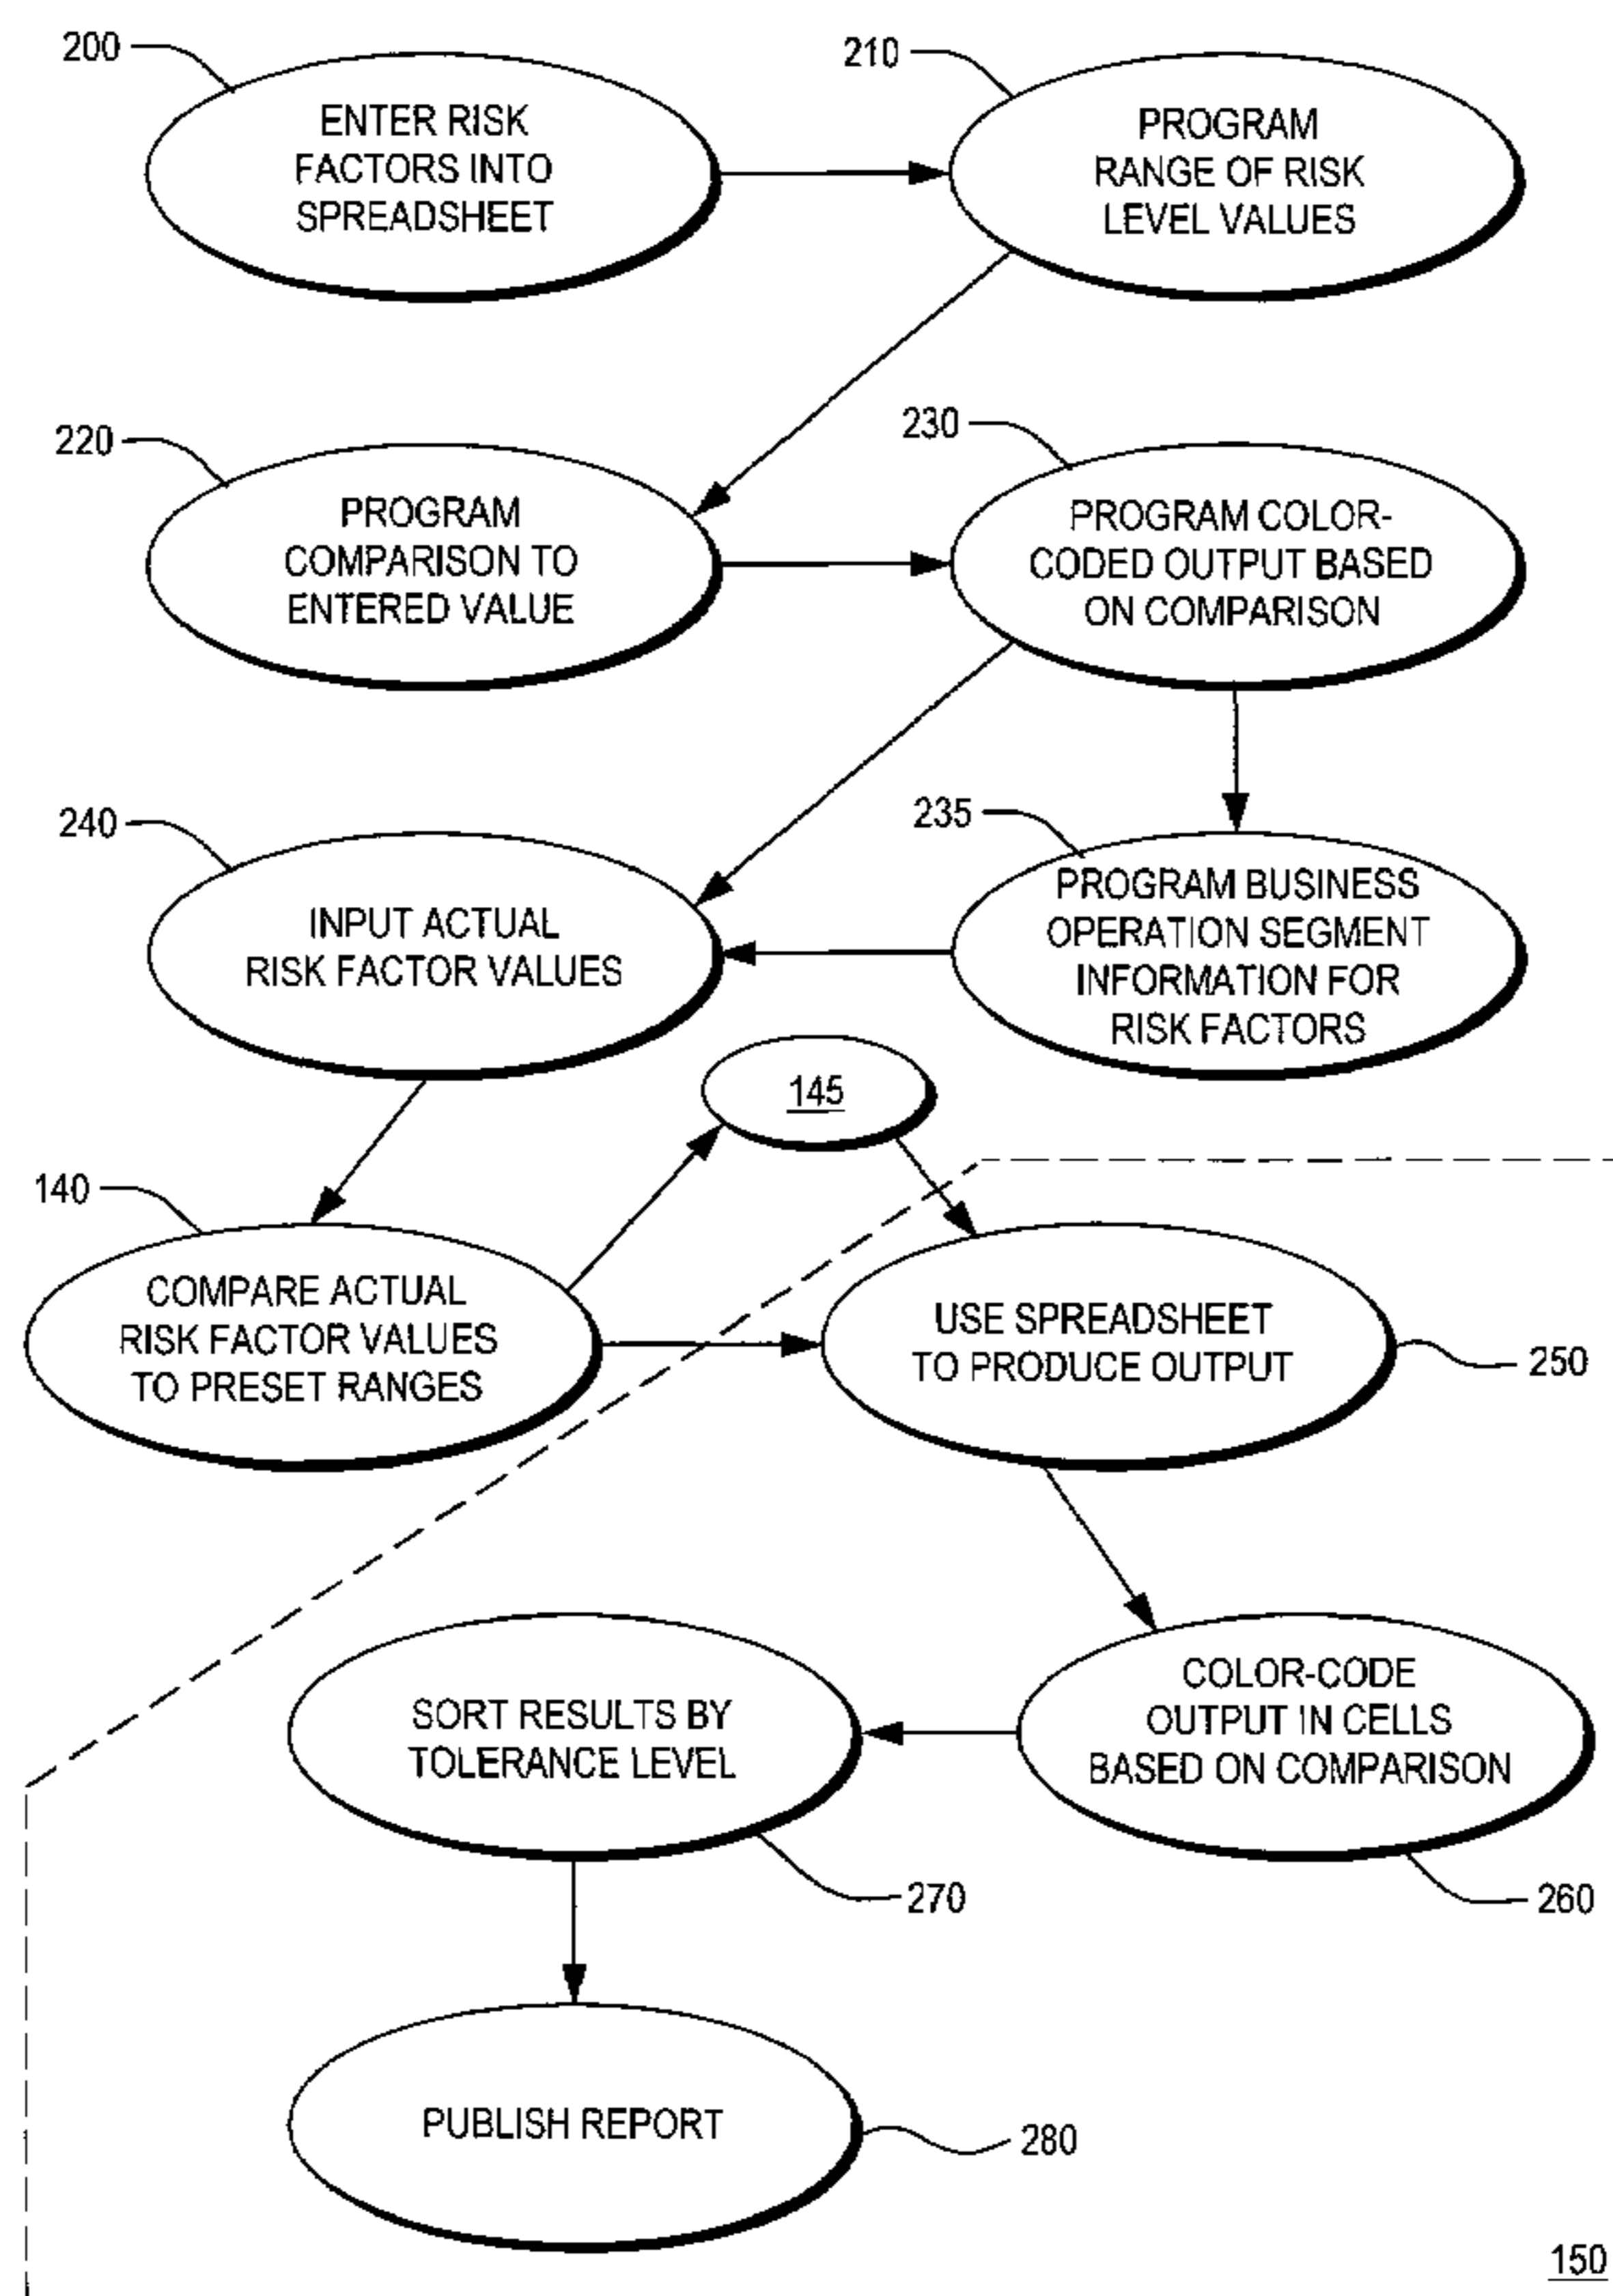 200
ENTER RISK
FACTORS INTO
SPREADSHEET
210
PROGRAM
RANGE OF RISK
LEVEL VALUES
220
PROGRAM
COMPARISON TO
ENTERED VALUE
230
PROGRAM COLOR-
CODED OUTPUT BASED
ON COMPARISON
240
INPUT ACTUAL
RISK FACTOR VALUES
235
PROGRAM BUSINESS
OPERATION SEGMENT
INFORMATION FOR
RISK FACTORS
145
140
COMPARE ACTUAL
RISK FACTOR VALUES
TO PRESET RANGES
USE SPREADSHEET
TO PRODUCE OUTPUT
250
SORT RESULTS BY
TOLERANCE LEVEL
270
COLOR-CODE
OUTPUT IN CELLS
BASED ON COMPARISON
260
PUBLISH REPORT
280
150